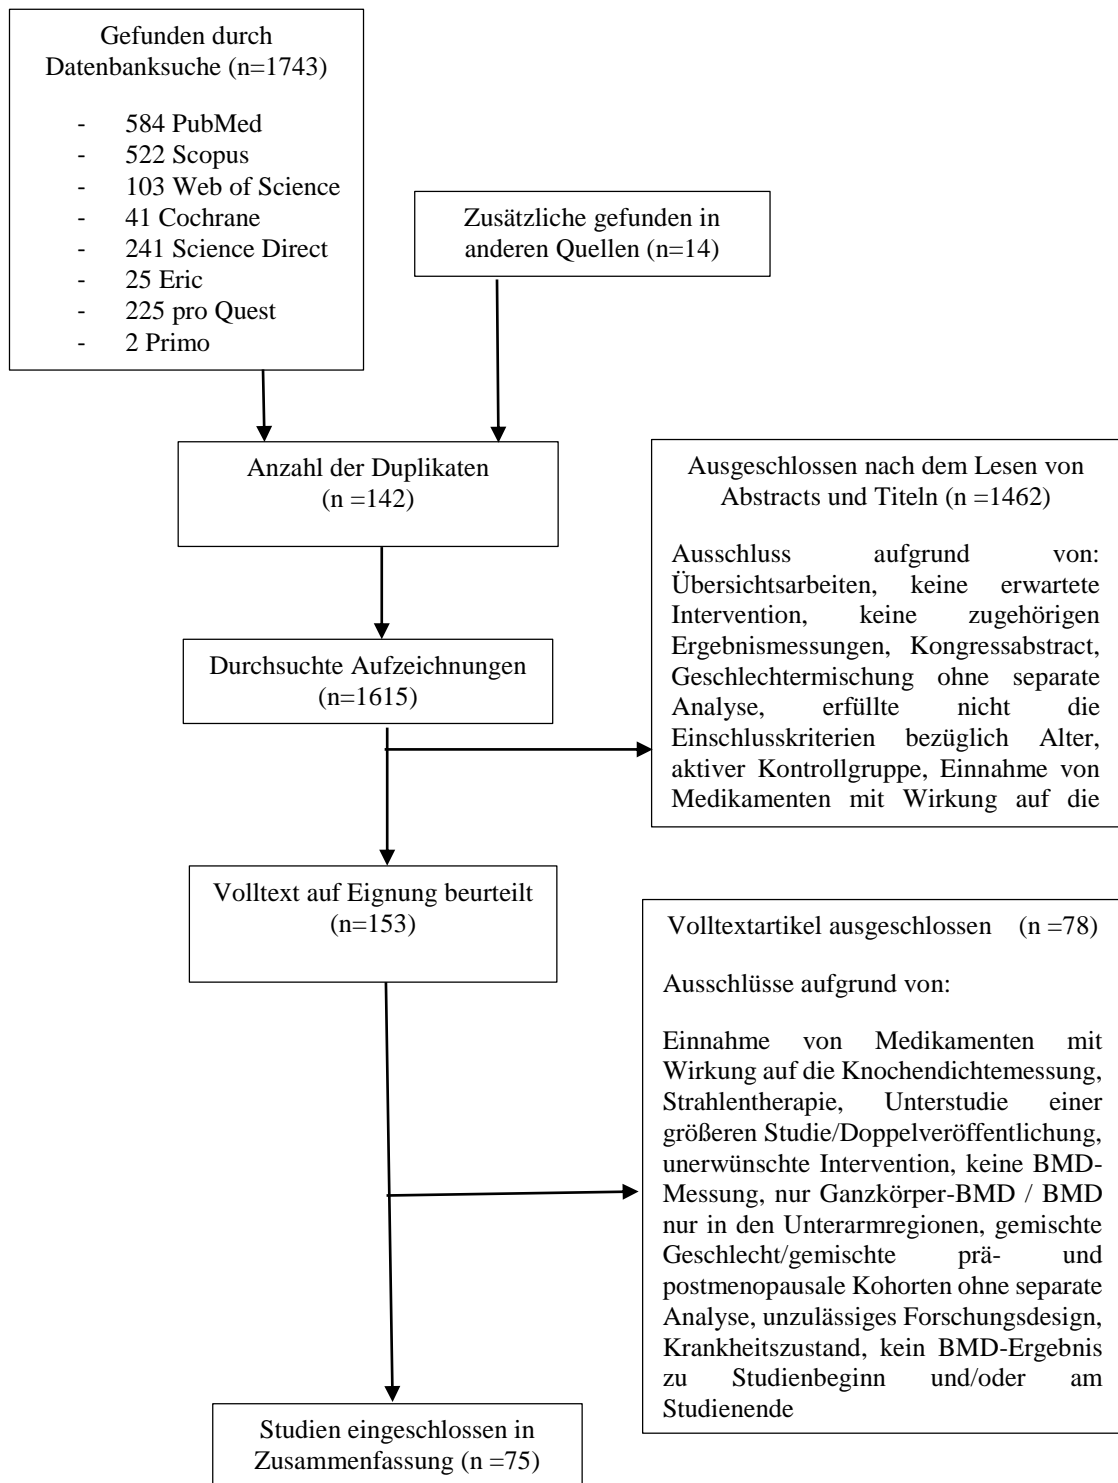 Gefunden durch
Datenbanksuche (n=1743)
- 584 PubMed
- 522 Scopus
- 103 Web of Science
- 41 Cochrane
- 241 Science Direct
- 25 Eric
- 225 pro Quest
- 2 Primo
Zusätzliche gefunden in
anderen Quellen (n=14)
Anzahl der Duplikaten
(n =142)
Ausgeschlossen nach dem Lesen von
Abstracts und Titeln (n =1462)
Ausschluss aufgrund von:
Übersichtsarbeiten, keine erwartete
Intervention, keine zugehörigen
Ergebnismessungen, Kongressabstract,
Geschlechtermischung ohne separate
Analyse, erfüllte nicht die
Einschlusskriterien bezüglich Alter,
aktiver Kontrollgruppe, Einnahme von
Medikamenten mit Wirkung auf die
Durchsuchte Aufzeichnungen
(n=1615)
Volltext auf Eignung beurteilt
(n=153)
Volltextartikel ausgeschlossen (n =78)
Ausschlüsse aufgrund von:
Einnahme von Medikamenten mit
Wirkung auf die Knochendichtemessung,
Strahlentherapie, Unterstudie einer
größeren Studie/Doppelveröffentlichung,
unerwünschte Intervention, keine BMD-
Messung, nur Ganzkörper-BMD / BMD
nur in den Unterarmregionen, gemischte
Geschlecht/gemischte prä- und
postmenopausale Kohorten ohne separate
Analyse, unzulässiges Forschungsdesign,
Krankheitszustand, kein BMD-Ergebnis
zu Studienbeginn und/oder am
Studienende
Studien eingeschlossen in
Zusammenfassung (n =75)